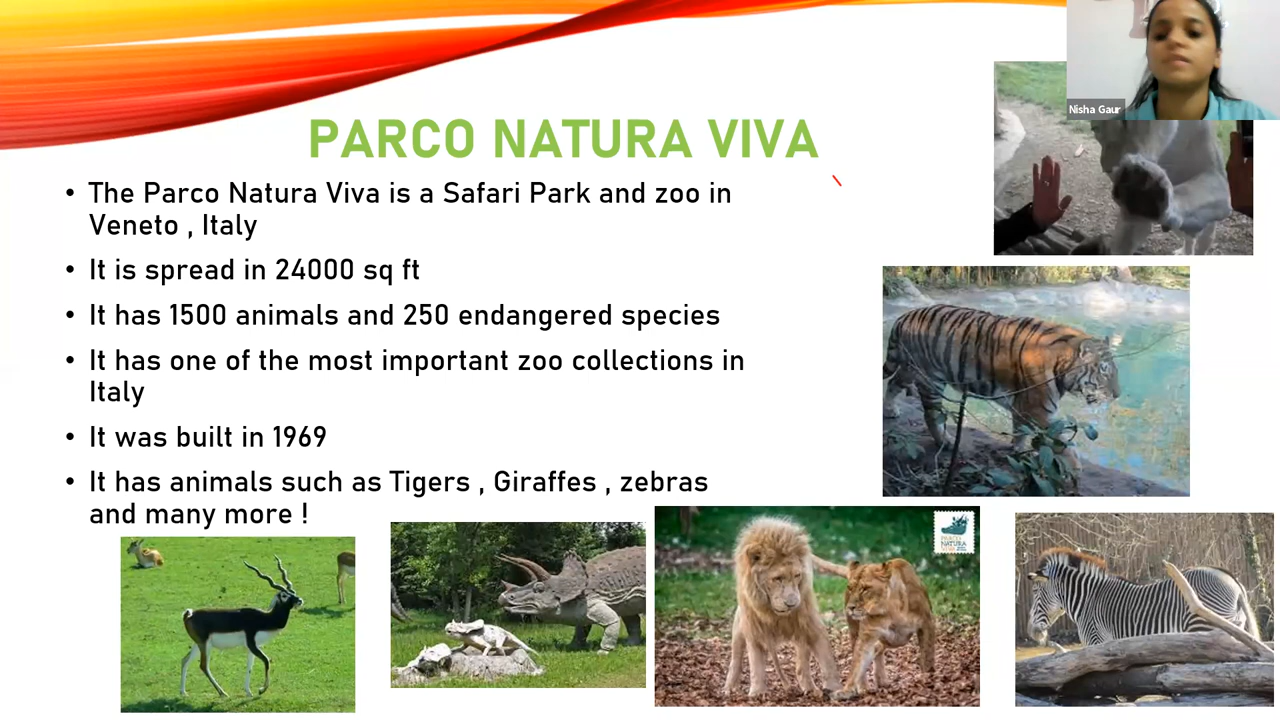 Nisha Gaur
PARCO NATURA VIVA
• The Parco Natura Viva is a Safari Park and zoo in
Veneto , Italy
• It is spread in 24000 sq ft
• It has 1500 animals and 250 endangered species
• It has one of the most important zoo collections in
Italy
• It was built in 1969
• It has animals such as Tigers , Giraffes , zebras
and many more !
PARCO
NATURA